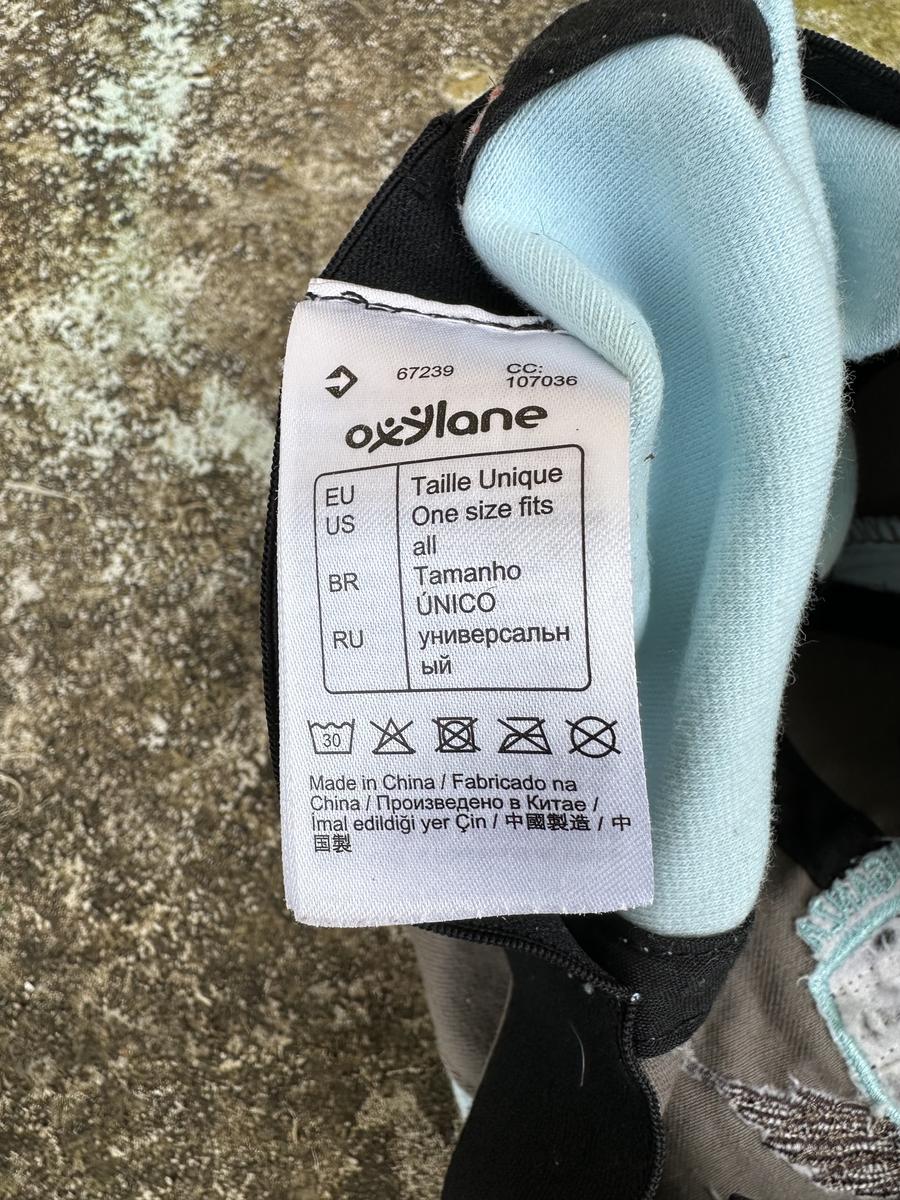 67239 CC:
107036
oxylane
EU Taille Unique
US One size fits
all
BR Tamanho
ÚNICO
RU универсальн
ый
30
Made in China / Fabricado na
China / Произведено в Китае /
İmal edildiği yer Çin / 中國製造 / 中
国製